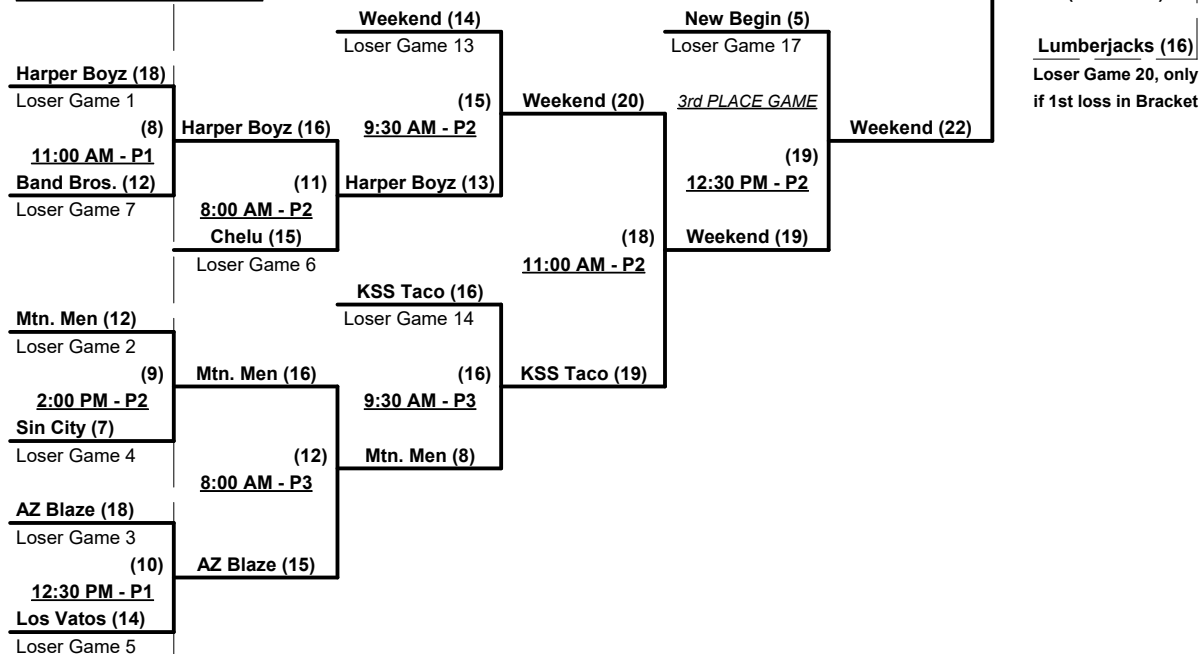 Weekend (14)
New Begin (5)
Loser Game 13
Loser Game 17
Lumberjacks (16)
Harper Boyz (18)
Loser Game 20, only
Loser Game 1
(15)
Weekend (20)
3rd PLACE GAME
if 1st loss in Bracket
(8)
Harper Boyz (16)
9:30 AM - P2
Weekend (22)
11:00 AM - P1
(19)
Band Bros. (12)
(11)
Harper Boyz (13)
12:30 PM - P2
Loser Game 7
8:00 AM - P2
Chelu (15)
(18)
Weekend (19)
Loser Game 6
11:00 AM - P2
KSS Taco (16)
Mtn. Men (12)
Loser Game 14
Loser Game 2
(9)
Mtn. Men (16)
(16)
KSS Taco (19)
2:00 PM - P2
9:30 AM - P3
Sin City (7)
Loser Game 4
(12)
Mtn. Men (8)
8:00 AM - P3
AZ Blaze (18)
Loser Game 3
(10)
AZ Blaze (15)
12:30 PM - P1
Los Vatos (14)
Loser Game 5